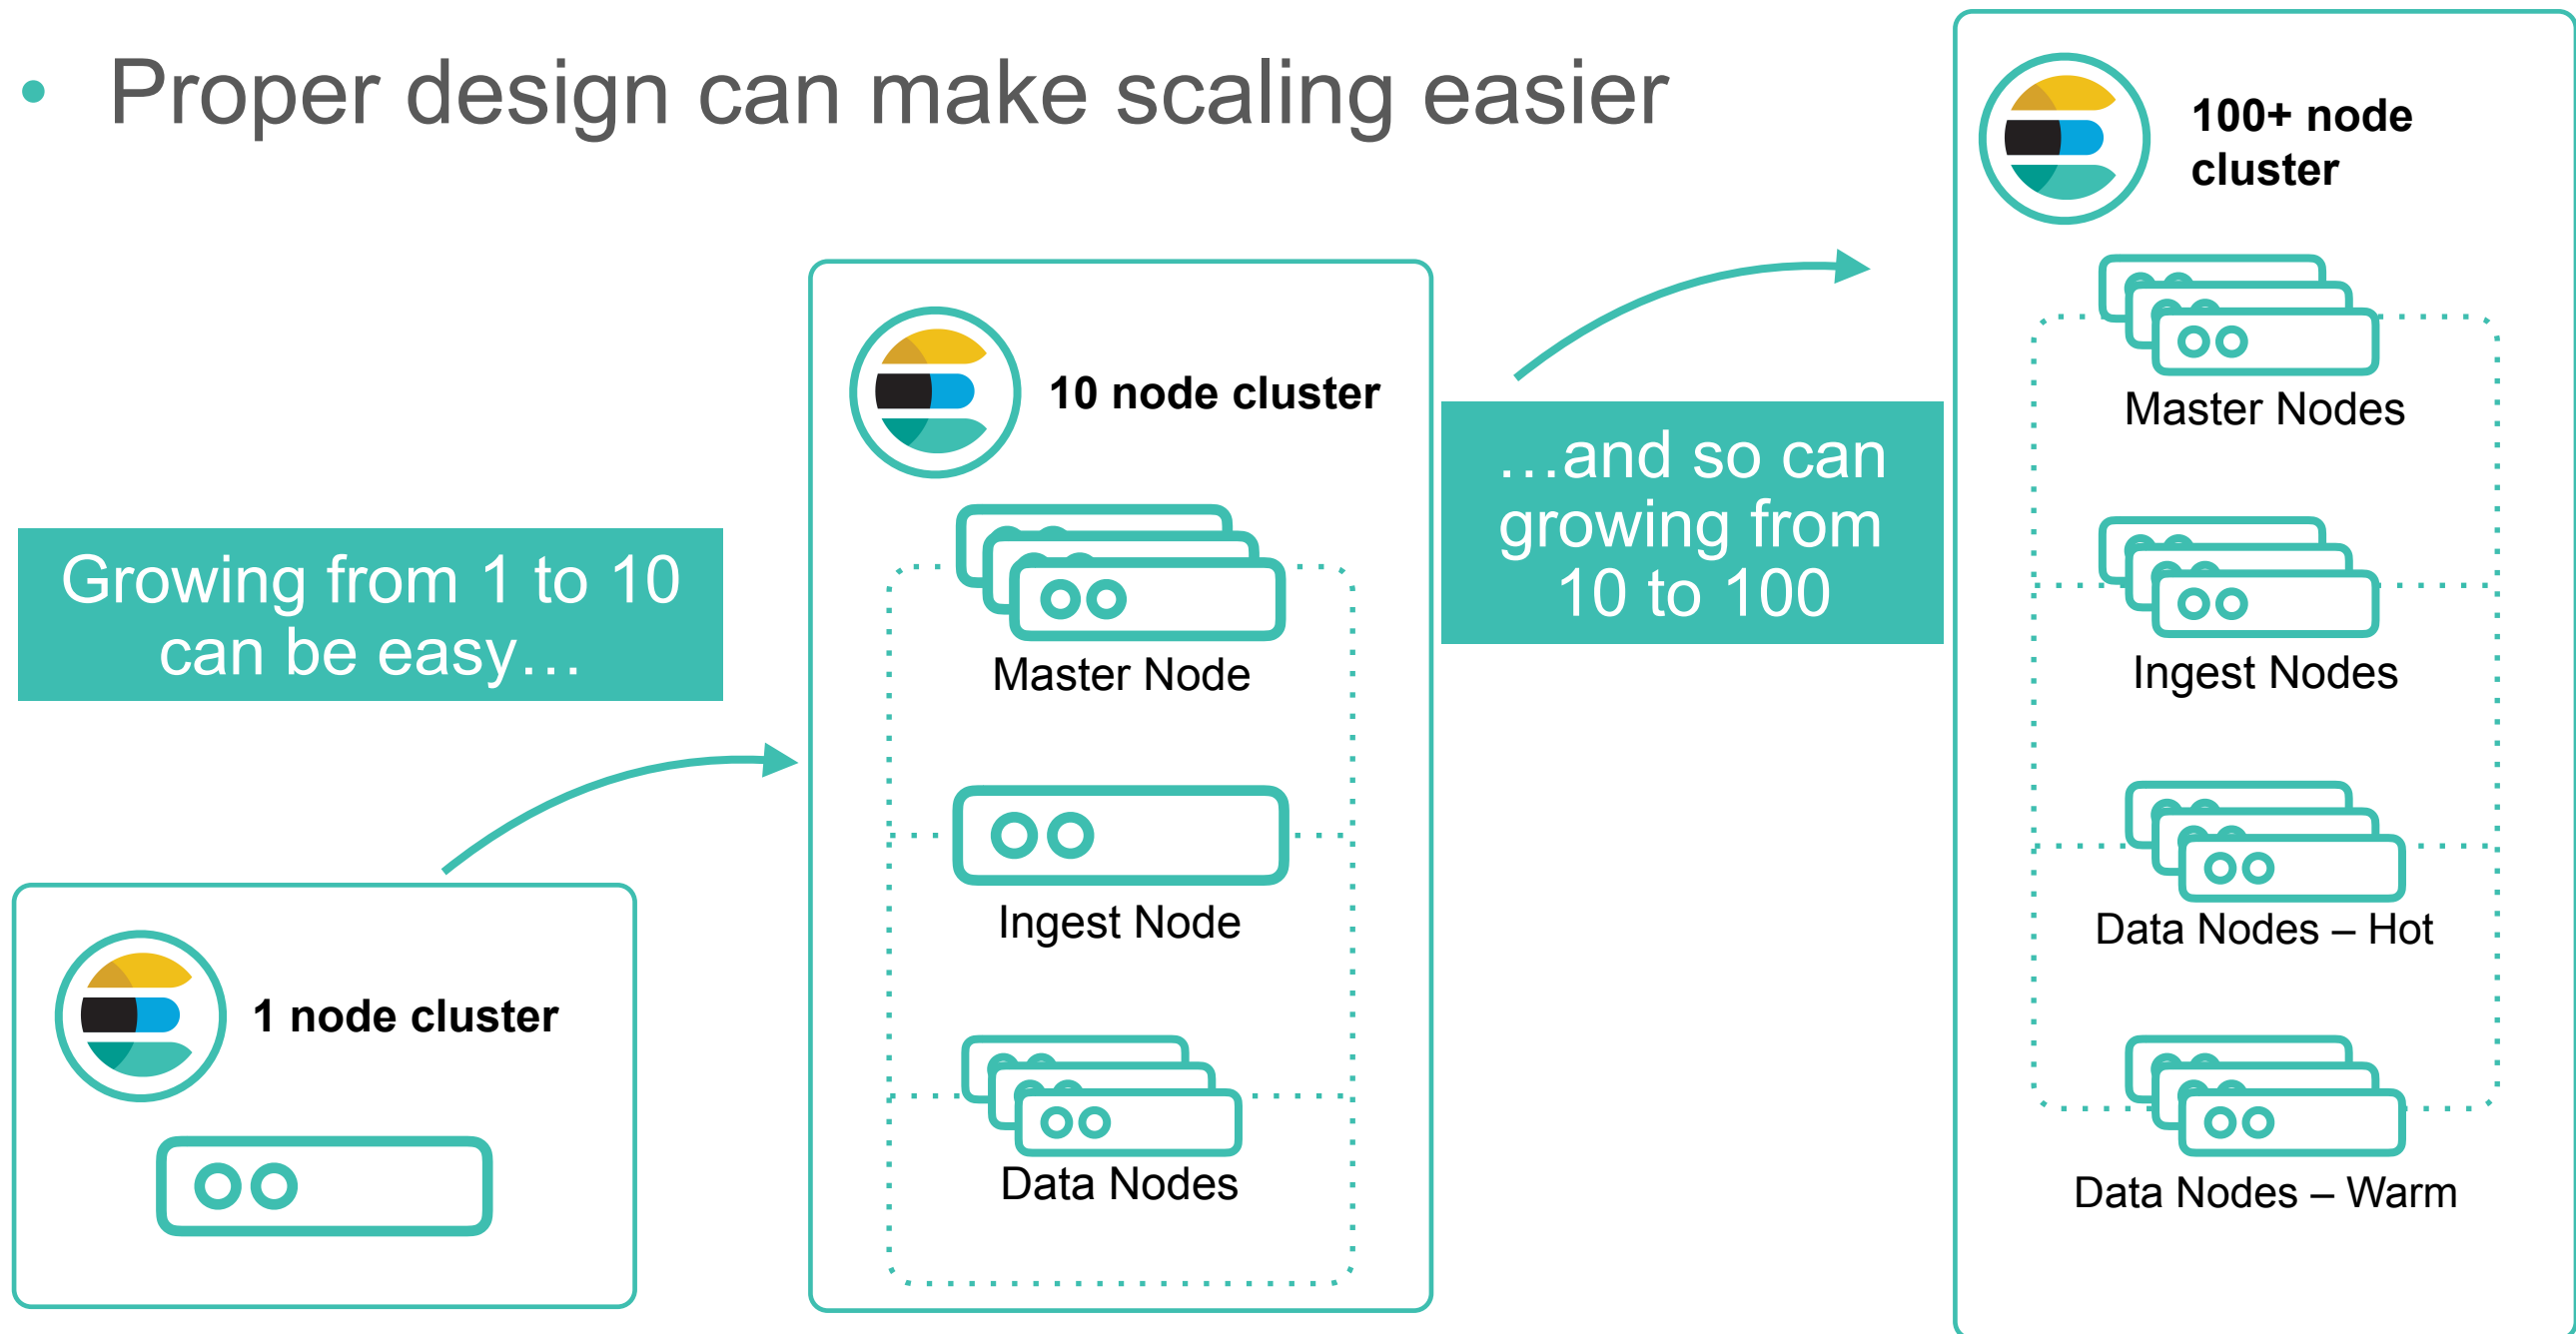 • Proper design can make scaling easier
Growing from 1 to 10
can be easy…
1 node cluster
10 node cluster
Master Node
Ingest Node
Data Nodes
…and so can
growing from
10 to 100
100+ node
cluster
Master Nodes
Ingest Nodes
Data Nodes – Hot
Data Nodes – Warm